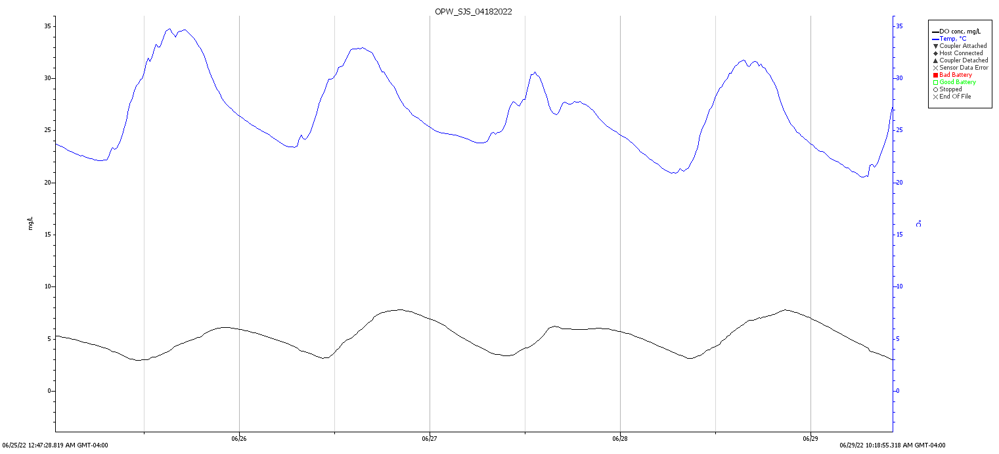 OPW_SJS_04182022
35
30
25
20
15
10
5
0
mg/L
35
30
25
20
15
10
5
0
°C
DO conc, mg/L
Temp, °C
Coupler Attached
Host Connected
Coupler Detached
Sensor Data Error
Bad Battery
Good Battery
Stopped
End Of File
06/26
06/27
06/28
06/29
06/25/22 12:47:28.819 AM GMT-04:00
06/29/22 10:18:55.318 AM GMT-04:00